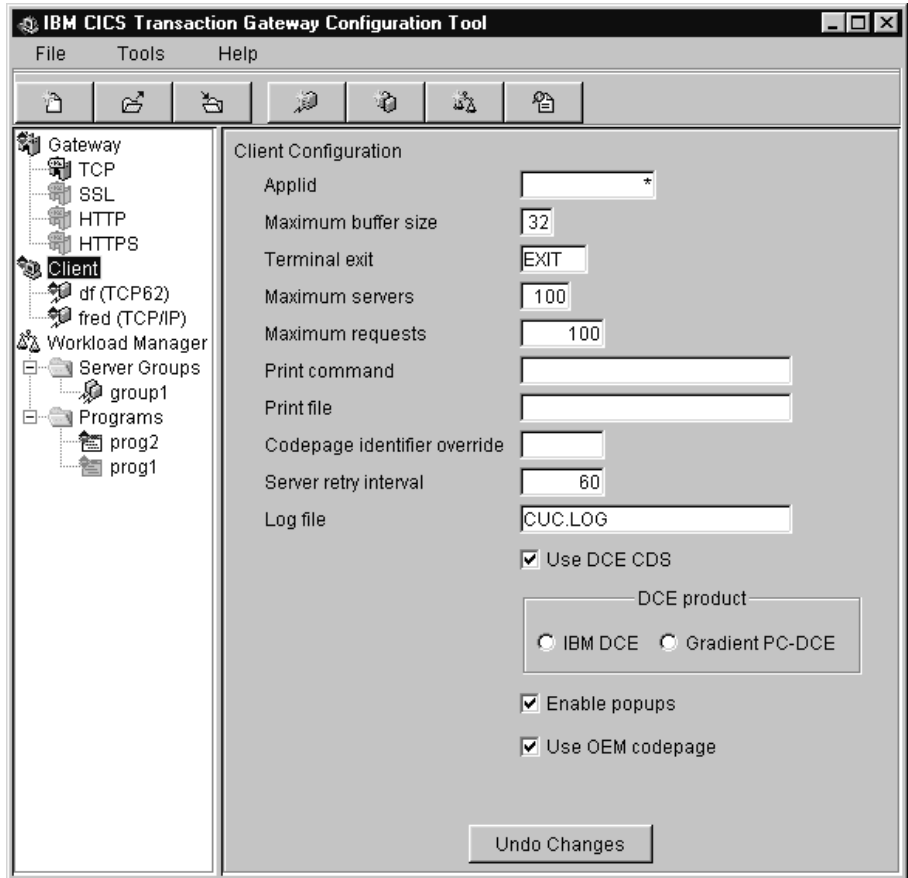 IBM CICS Transaction Gateway Configuration Tool
File Tools Help
Gateway
TCP
SSL
HTTP
HTTPS
Client
df (TCP62)
fred (TCP/IP)
Workload Manager
Server Groups
group1
Programs
prog2
prog1
Client Configuration
Applid *
Maximum buffer size 32
Terminal exit EXIT
Maximum servers 100
Maximum requests 100
Print command
Print file
Codepage identifier override
Server retry interval 60
Log file CUC.LOG
Use DCE CDS
DCE product
IBM DCE Gradient PC-DCE
Enable popups
Use OEM codepage
Undo Changes